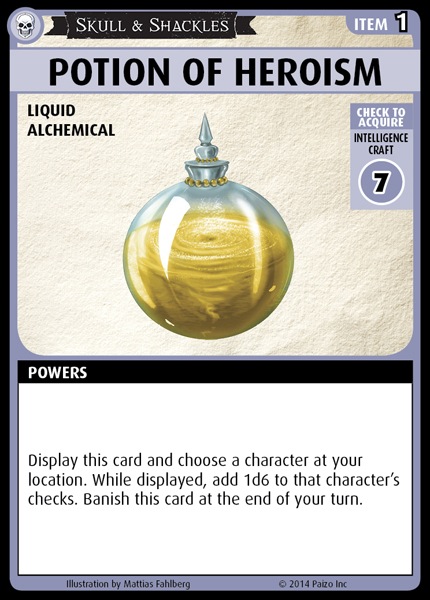 SKULL & SHACKLES
ITEM 1
POTION OF HEROISM
LIQUID
ALCHEMICAL
CHECK TO
ACQUIRE
INTELLIGENCE
CRAFT
7
POWERS
Display this card and choose a character at your
location. While displayed, add 1d6 to that character's
checks. Banish this card at the end of your turn.
Illustration by Mattias Fahlberg
© 2014 Paizo Inc